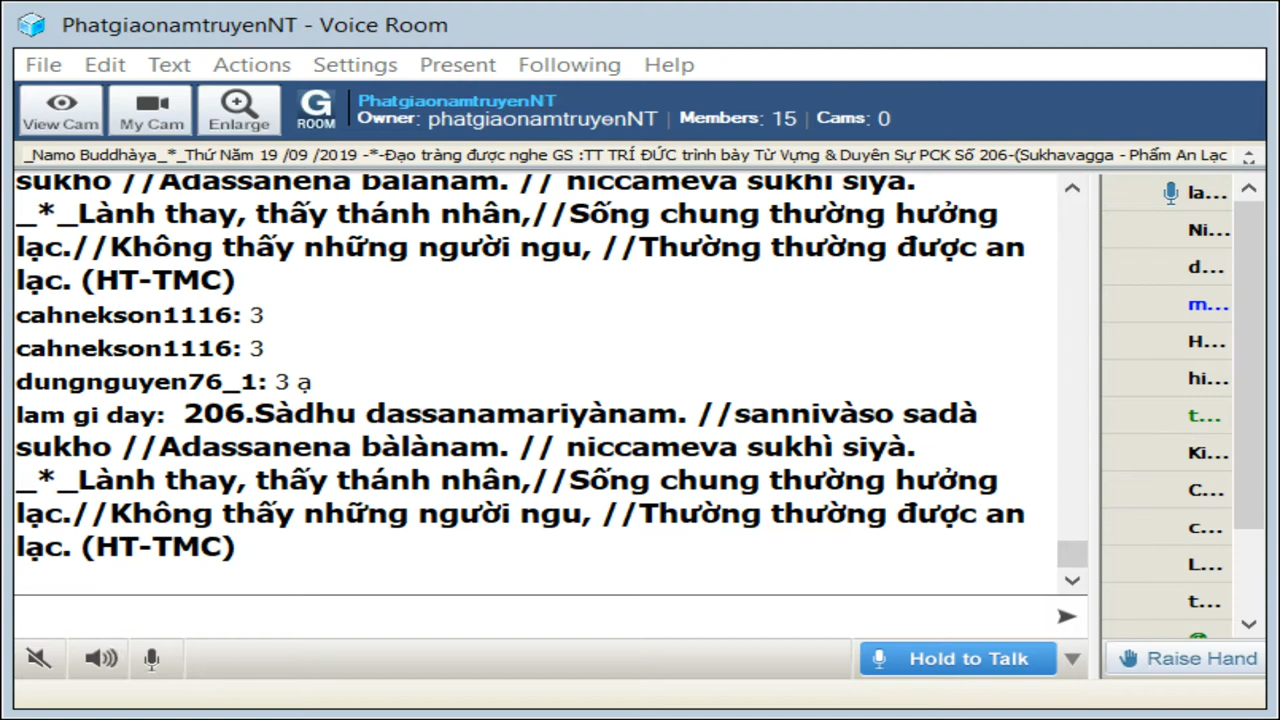 PhatgiaonamtruyenNT - Voice Room
File Edit Text Actions Settings Present Following Help
View Cam My Cam Enlarge G ROOM
PhatgiaonamtruyenNT
Owner: phatgiaonamtruyenNT Members: 15 Cams: 0
_Namo Buddhàya_*_Thứ Năm 19 /09 /2019 -*-Đạo tràng được nghe GS :TT TRÍ ĐỨC trình bày Từ Vựng & Duyên Sự PCK Số 206-(Sukhavagga - Phẩm An Lạc
sukho //Adassanena bàlànam. // niccameva sukhì siyà.
_*_Lành thay, thấy thánh nhân,//Sống chung thường hưởng
lạc.//Không thấy những người ngu, //Thường thường được an
lạc. (HT-TMC)
cahnekson1116: 3
cahnekson1116: 3
dungnguyen76_1: 3 ạ
lam gi day: 206.Sàdhu dassanamariyànam. //sannivàso sadà
sukho //Adassanena bàlànam. // niccameva sukhì siyà.
_*_Lành thay, thấy thánh nhân,//Sống chung thường hưởng
lạc.//Không thấy những người ngu, //Thường thường được an
lạc. (HT-TMC)
la...
Ni...
d...
m...
H...
hi...
t...
Ki...
C...
c...
L...
t...
Hold to Talk
Raise Hand